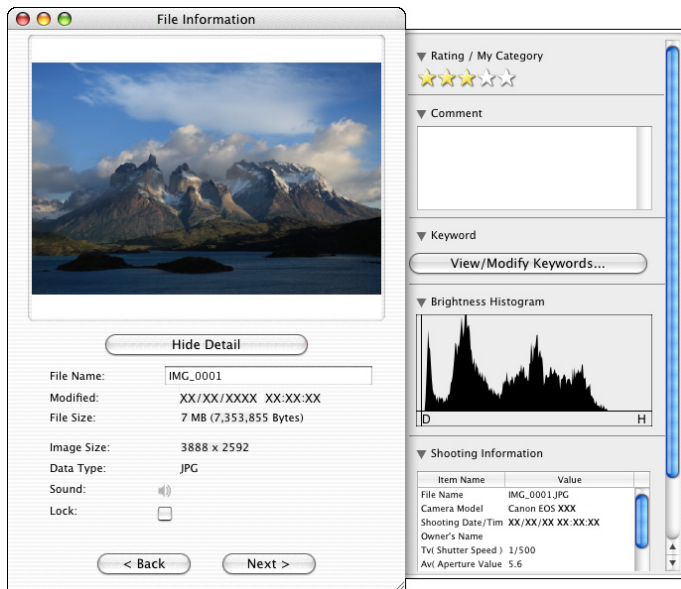 File Information
Hide Detail
File Name: IMG_0001
Modified: XX/XX/XXXX XX:XX:XX
File Size: 7 MB (7,353,855 Bytes)
Image Size: 3888 x 2592
Data Type: JPG
Sound:
Lock:
< Back Next >
Rating / My Category
Comment
Keyword
View/Modify Keywords...
Brightness Histogram
D H
Shooting Information
Item Name Value
File Name IMG_0001.JPG
Camera Model Canon EOS XXX
Shooting Date/Tim XX/XX/XX XX:XX:XX
Owner's Name
Tv( Shutter Speed ) 1/500
Av( Aperture Value 5.6